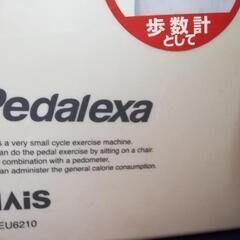 歩数計
として
Pedalexa
is a very small cycle exercise machine.
can do the pedal exercise by sitting on a chair.
combination with a pedometer.
can administer the general calorie consumption.
EU6210